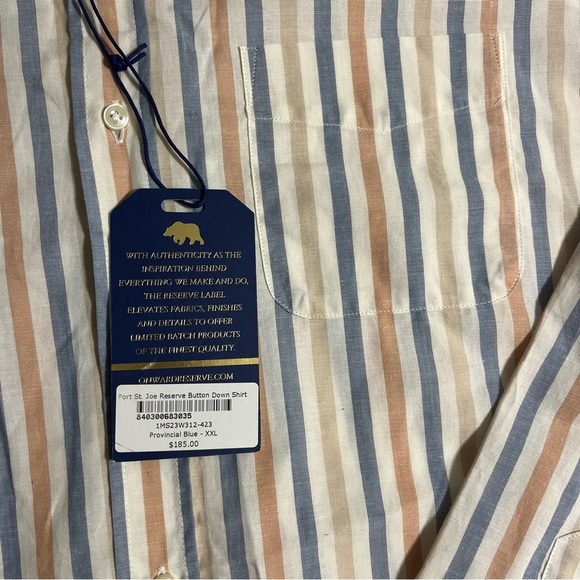 WITH AUTHENTICITY AS THE
INSPIRATION BEHIND
EVERYTHING WE MAKE AND DO,
THE RESERVE LABEL
ELEVATES FABRICS, FINISHES
AND DETAILS TO OFFER
LIMITED BATCH PRODUCTS
OF THE FINEST QUALITY.
ONWARDRESERVE.COM
Port St. Joe Reserve Button Down Shirt
840300683035
1MS23W312-423
Provincial Blue - XXL
$185.00